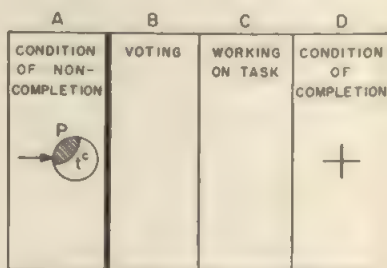 A B C D
CONDITION OF NON-COMPLETION
VOTING
WORKING ON TASK
CONDITION OF COMPLETION
P
t^c
+